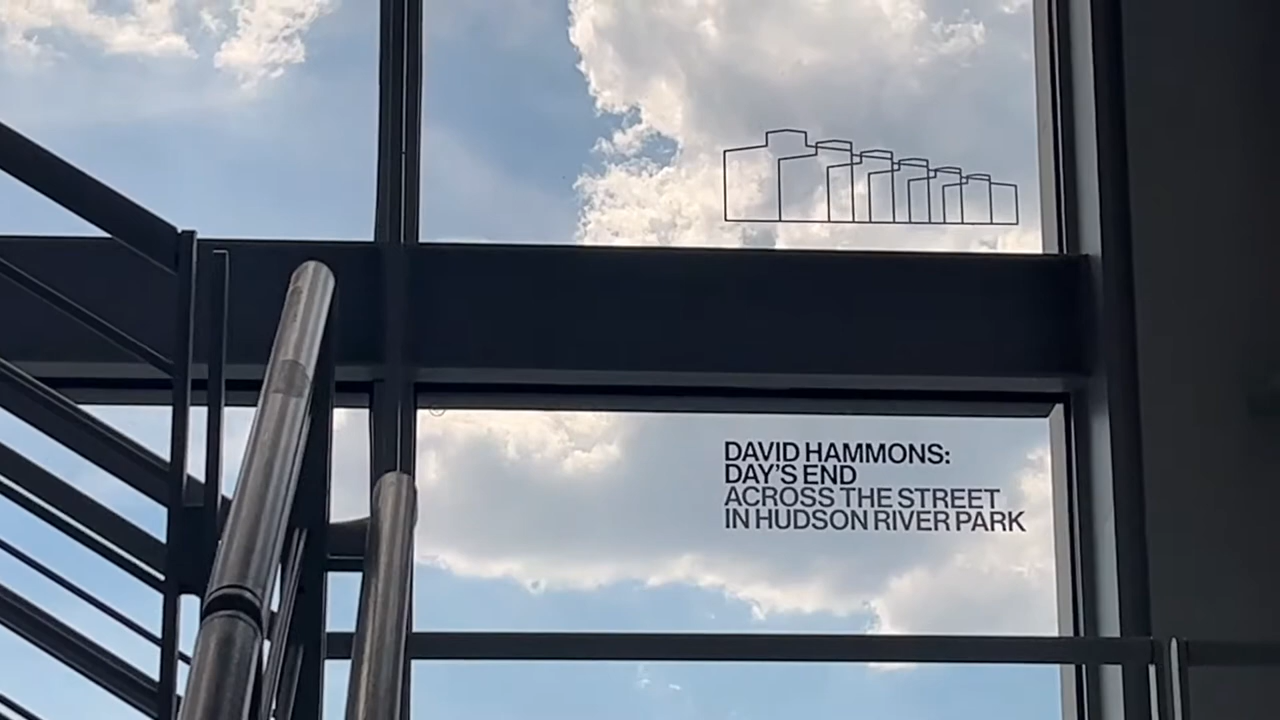 DAVID HAMMONS:
DAY'S END
ACROSS THE STREET
IN HUDSON RIVER PARK